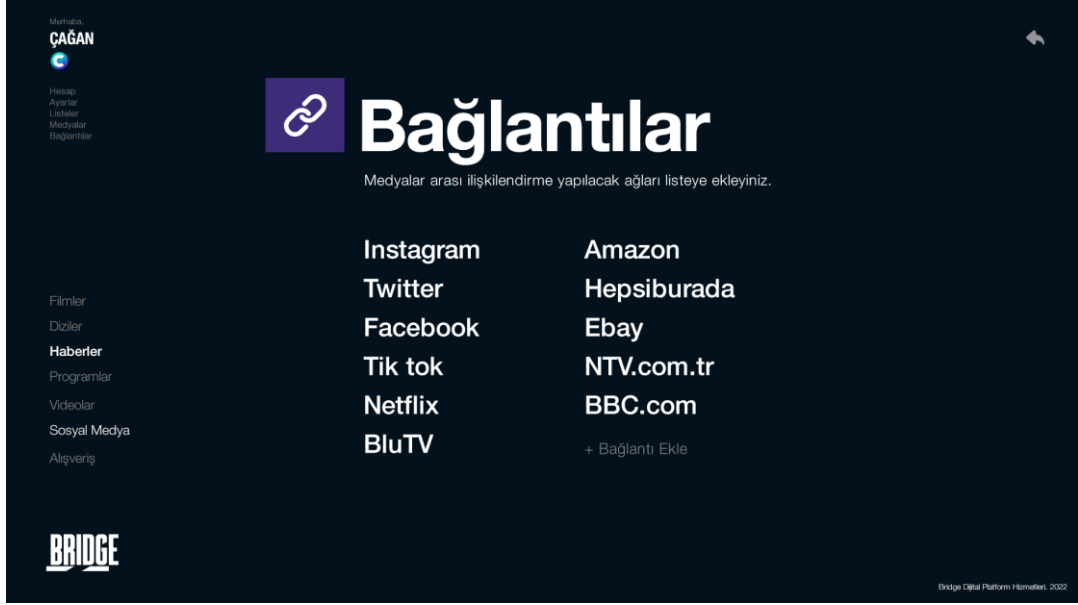 Merhaba,
ÇAĞAN
Hesap
Ayarlar
Listeler
Medyalar
Bağlantılar
Bağlantılar
Medyalar arası ilişkilendirme yapılacak ağları listeye ekleyiniz.
Instagram
Twitter
Facebook
Tik tok
Netflix
BluTV
Amazon
Hepsiburada
Ebay
NTV.com.tr
BBC.com
+ Bağlantı Ekle
Filmler
Diziler
Haberler
Programlar
Videolar
Sosyal Medya
Alışveriş
BRIDGE
Bridge Dijital Platform Hizmetleri. 2022